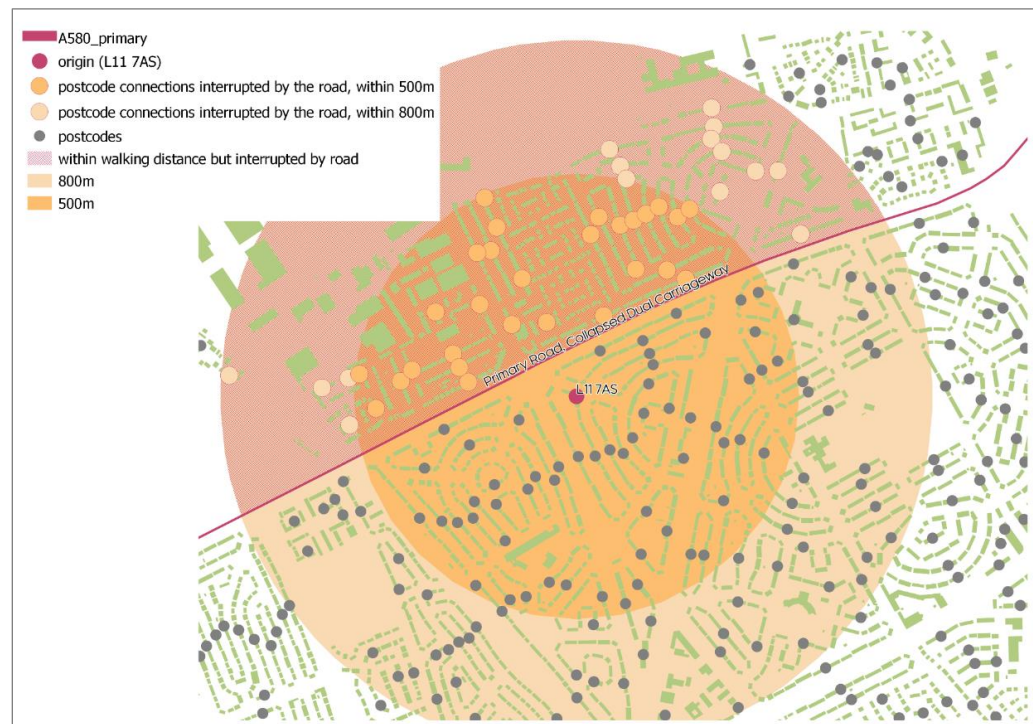 A580_primary
origin (L11 7AS)
postcode connections interrupted by the road, within 500m
postcode connections interrupted by the road, within 800m
postcodes
within walking distance but interrupted by road
800m
500m
Primary Road, Collapsed Dual Carriageway
L11 7AS